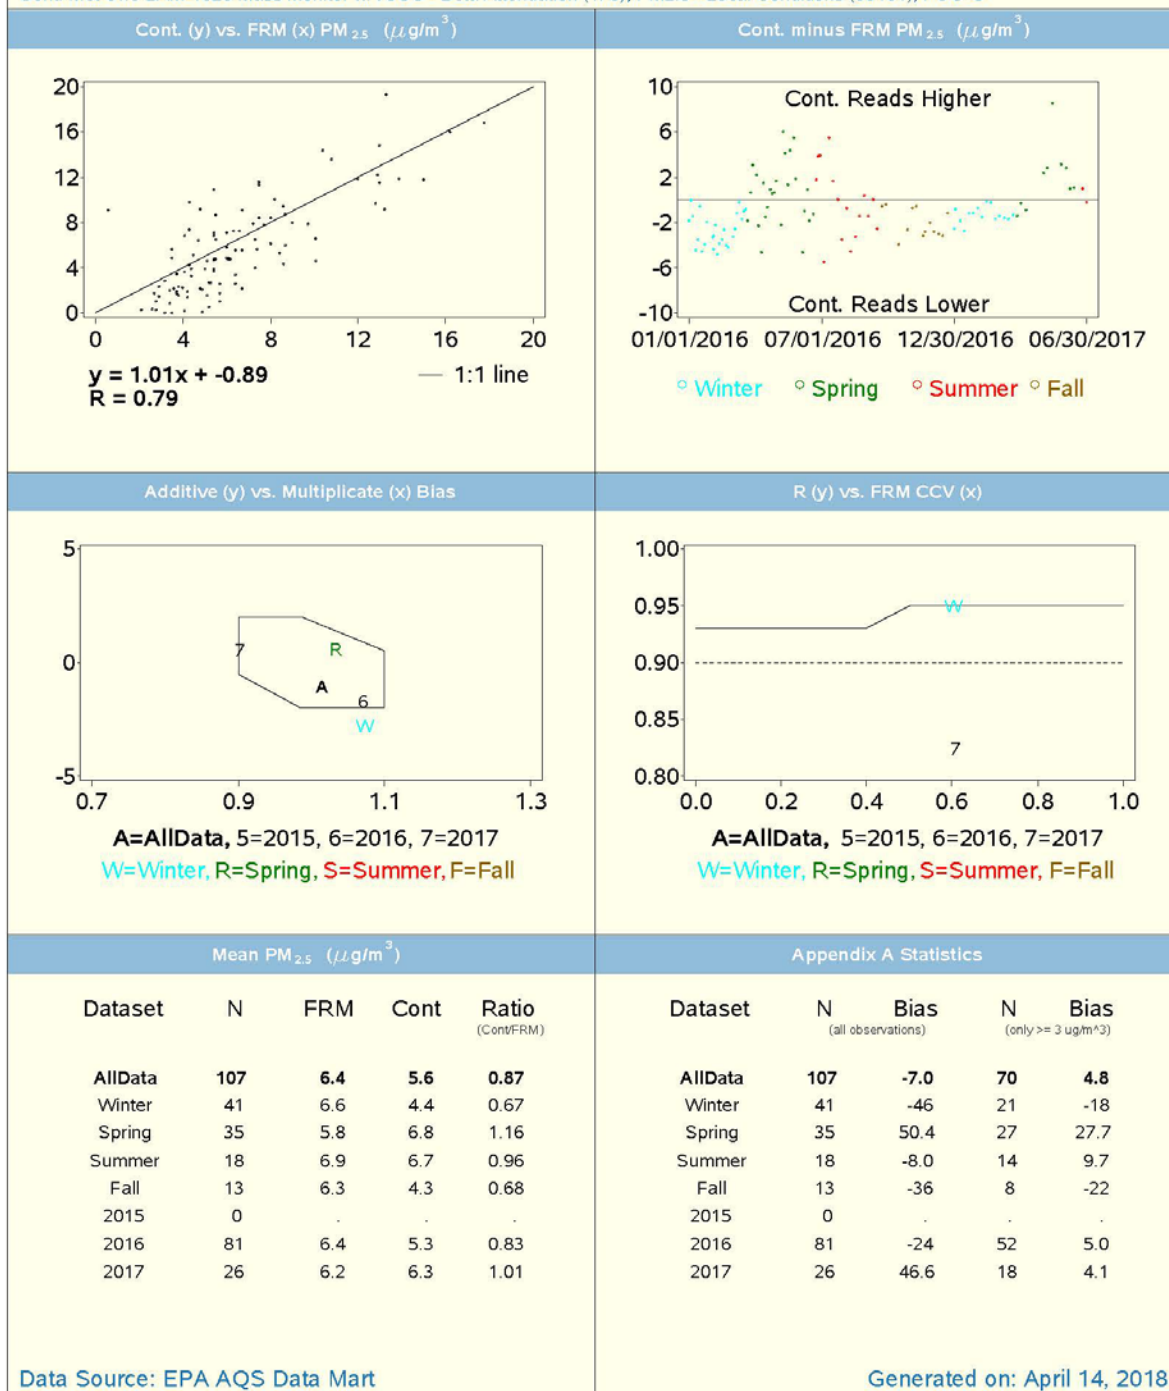 Cont. (y) vs. FRM (x) PM 2.5 (μg/m3)
20
16
12
8
4
0
0 4 8 12 16 20
y = 1.01x + -0.89
R = 0.79
1:1 line
Cont. minus FRM PM 2.5 (μg/m3)
10
6
2
-2
-6
-10
Cont. Reads Higher
Cont. Reads Lower
01/01/2016 07/01/2016 12/30/2016 06/30/2017
Winter Spring Summer Fall
Additive (y) vs. Multiplicate (x) Bias
5
0
-5
7
R
A
6
W
0.7 0.9 1.1 1.3
A=AllData, 5=2015, 6=2016, 7=2017
W=Winter, R=Spring, S=Summer, F=Fall
R (y) vs. FRM CCV (x)
1.00
0.95
0.90
0.85
0.80
W
7
0.0 0.2 0.4 0.6 0.8 1.0
A=AllData, 5=2015, 6=2016, 7=2017
W=Winter, R=Spring, S=Summer, F=Fall
Mean PM 2.5 (μg/m3)
Dataset N FRM Cont Ratio
(Cont/FRM)
AllData 107 6.4 5.6 0.87
Winter 41 6.6 4.4 0.67
Spring 35 5.8 6.8 1.16
Summer 18 6.9 6.7 0.96
Fall 13 6.3 4.3 0.68
2015 0 . . .
2016 81 6.4 5.3 0.83
2017 26 6.2 6.3 1.01
Appendix A Statistics
Dataset N Bias N Bias
(all observations) (only >= 3 ug/m^3)
AllData 107 -7.0 70 4.8
Winter 41 -46 21 -18
Spring 35 50.4 27 27.7
Summer 18 -8.0 14 9.7
Fall 13 -36 8 -22
2015 0 . . .
2016 81 -24 52 5.0
2017 26 46.6 18 4.1
Data Source: EPA AQS Data Mart
Generated on: April 14, 2018